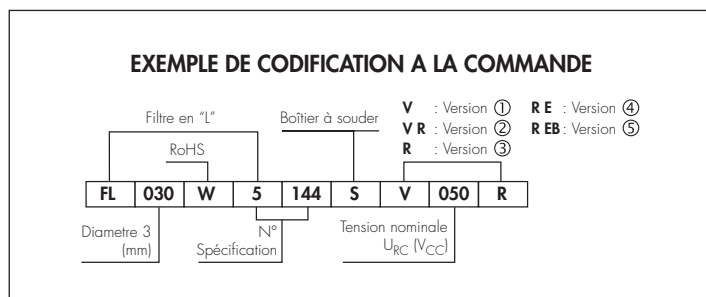 EXEMPLE DE CODIFICATION A LA COMMANDE
Filtre en "L"
Boîtier à souder
V : Version ① R E : Version ④
V R : Version ② R EB : Version ⑤
R : Version ③
RoHS
FL 030 W 5 144 S V 050 R
Diametre 3
(mm)
N°
Spécification
Tension nominale
URC (VCC)